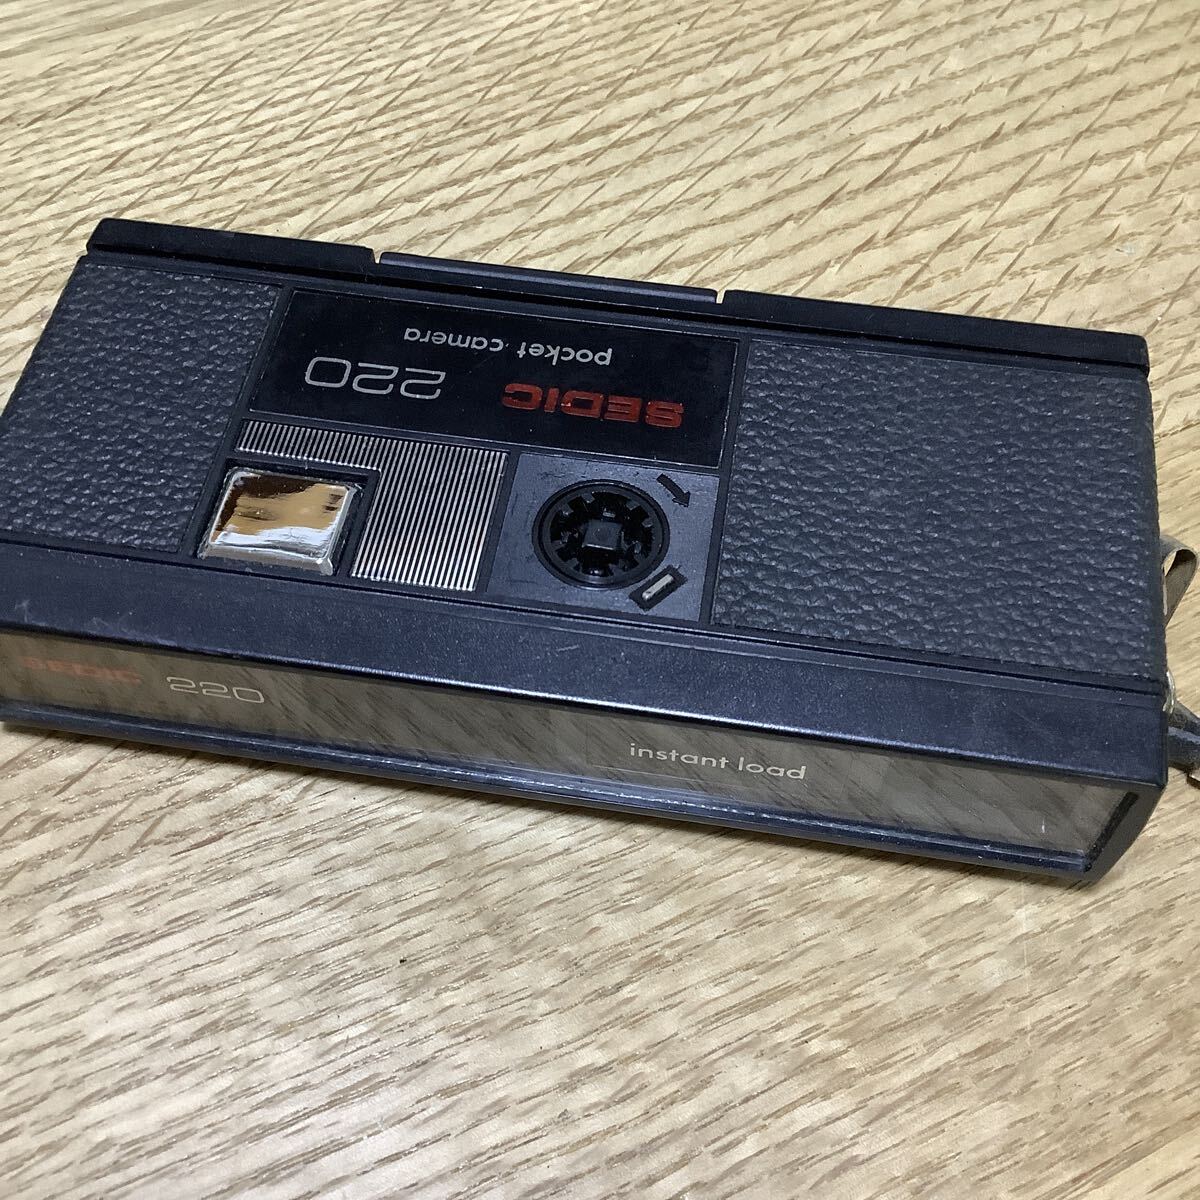 SEDIC 220
pocket camera
SEDIC 220
instant load